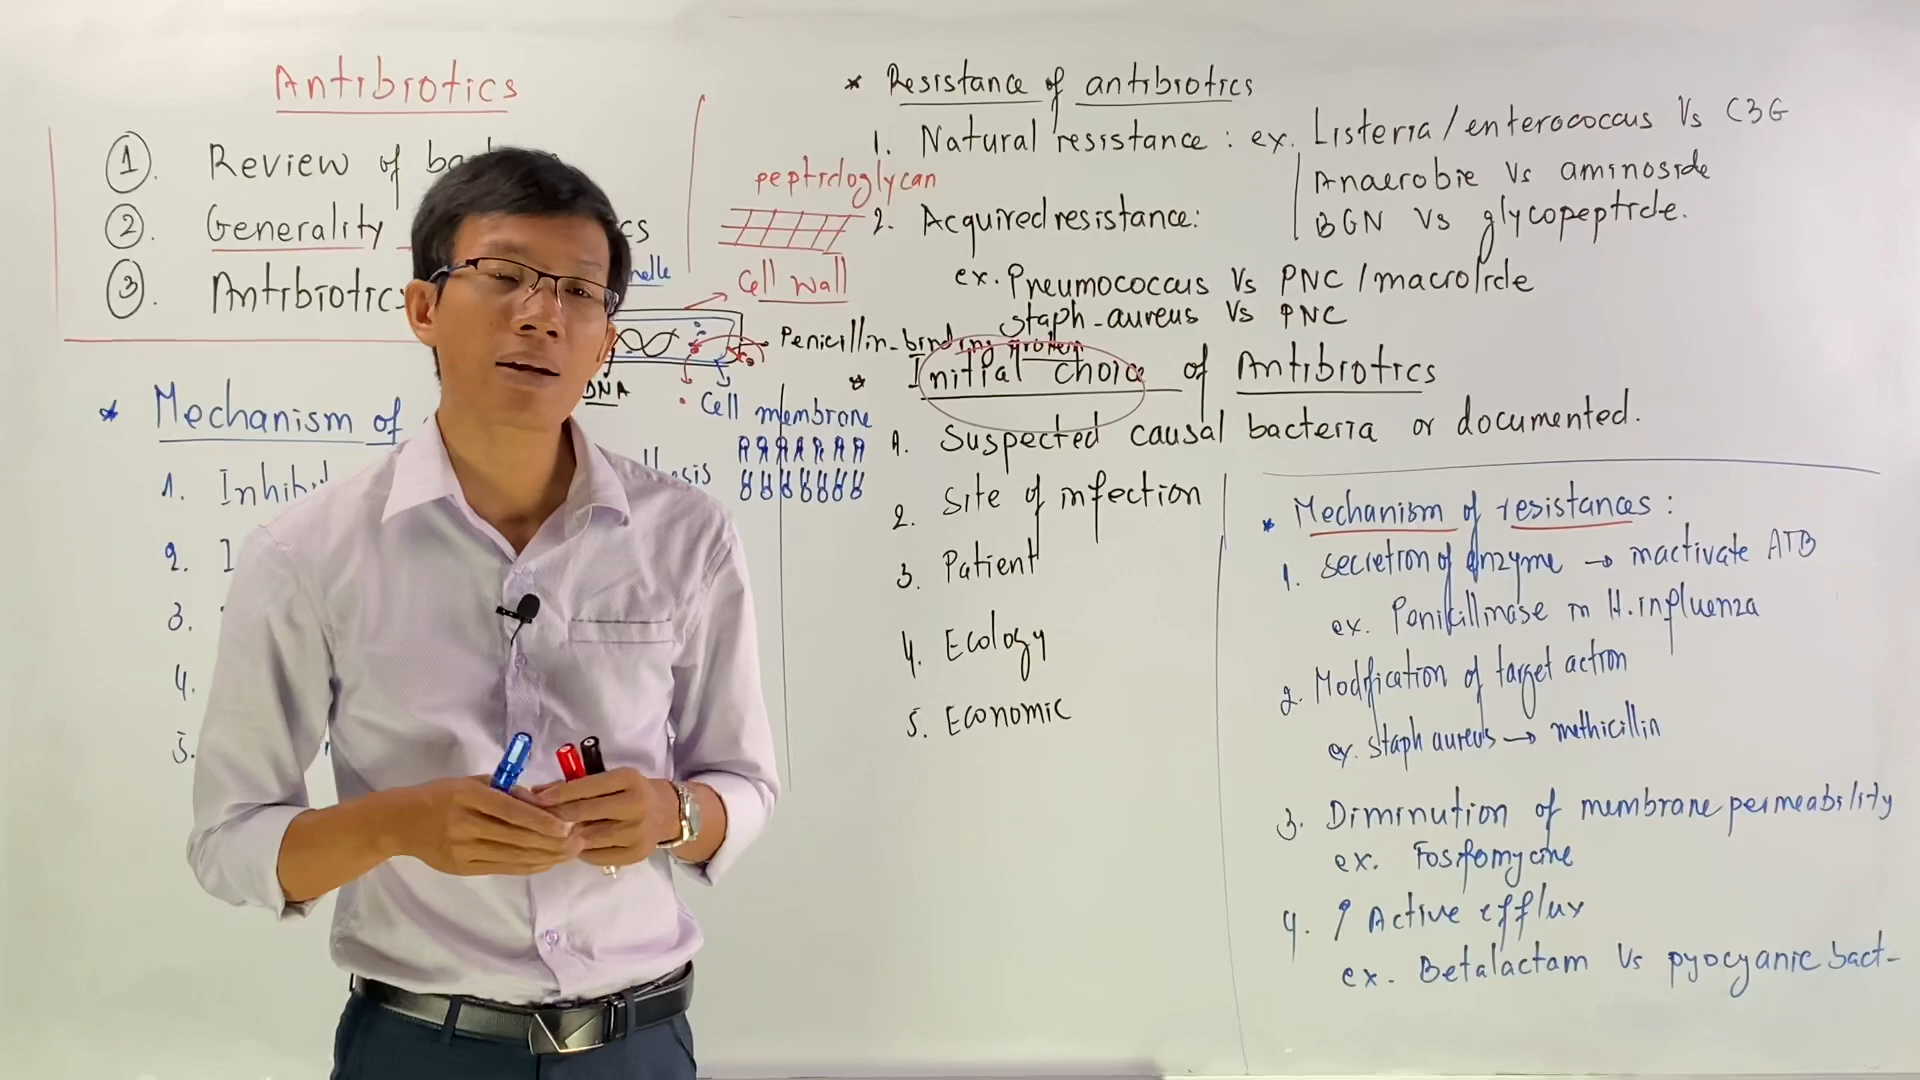 Antibiotics
1. Review of
2. Generality
3. Antibiotics
peptidoglycan
Cell wall
Penicillin-binding protein
DNA
Cell membrane
* Mechanism of
1. Inhibi
2. I
3.
4.
5.
* Resistance of antibiotics
1. Natural resistance: ex. Listeria/enterococcus Vs C3G
Anaerobie Vs aminoside
BGN Vs glycopeptide.
2. Acquired resistance:
ex. Pneumococcus Vs PNC/macrolide
staph-aureus Vs PNC
* Initial choice of Antibiotics
1. Suspected causal bacteria or documented.
2. Site of infection
3. Patient
4. Ecology
5. Economic
* Mechanism of resistances:
1. secretion of enzyme → inactivate ATB
ex. Penikillinase in H.influenza
2. Modification of target action
ex. staph aureus → methicillin
3. Diminution of membrane permeability
ex. Fosfomycine
4. ↑ Active efflux
ex. Betalactam Vs pyocyanic bact-